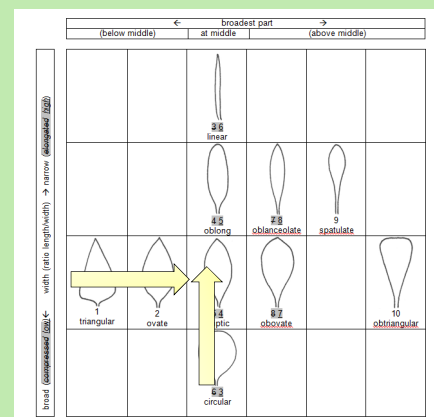 ← broadest part →
(below middle) at middle (above middle)
broad (compressed (low) ← width (ratio length/width) → narrow (elongated (high)
3 6
linear
4 5
oblong
7 8
oblanceolate
9
spatulate
1
triangular
2
ovate
4
ptic
8 7
obovate
10
obtriangular
6 3
circular